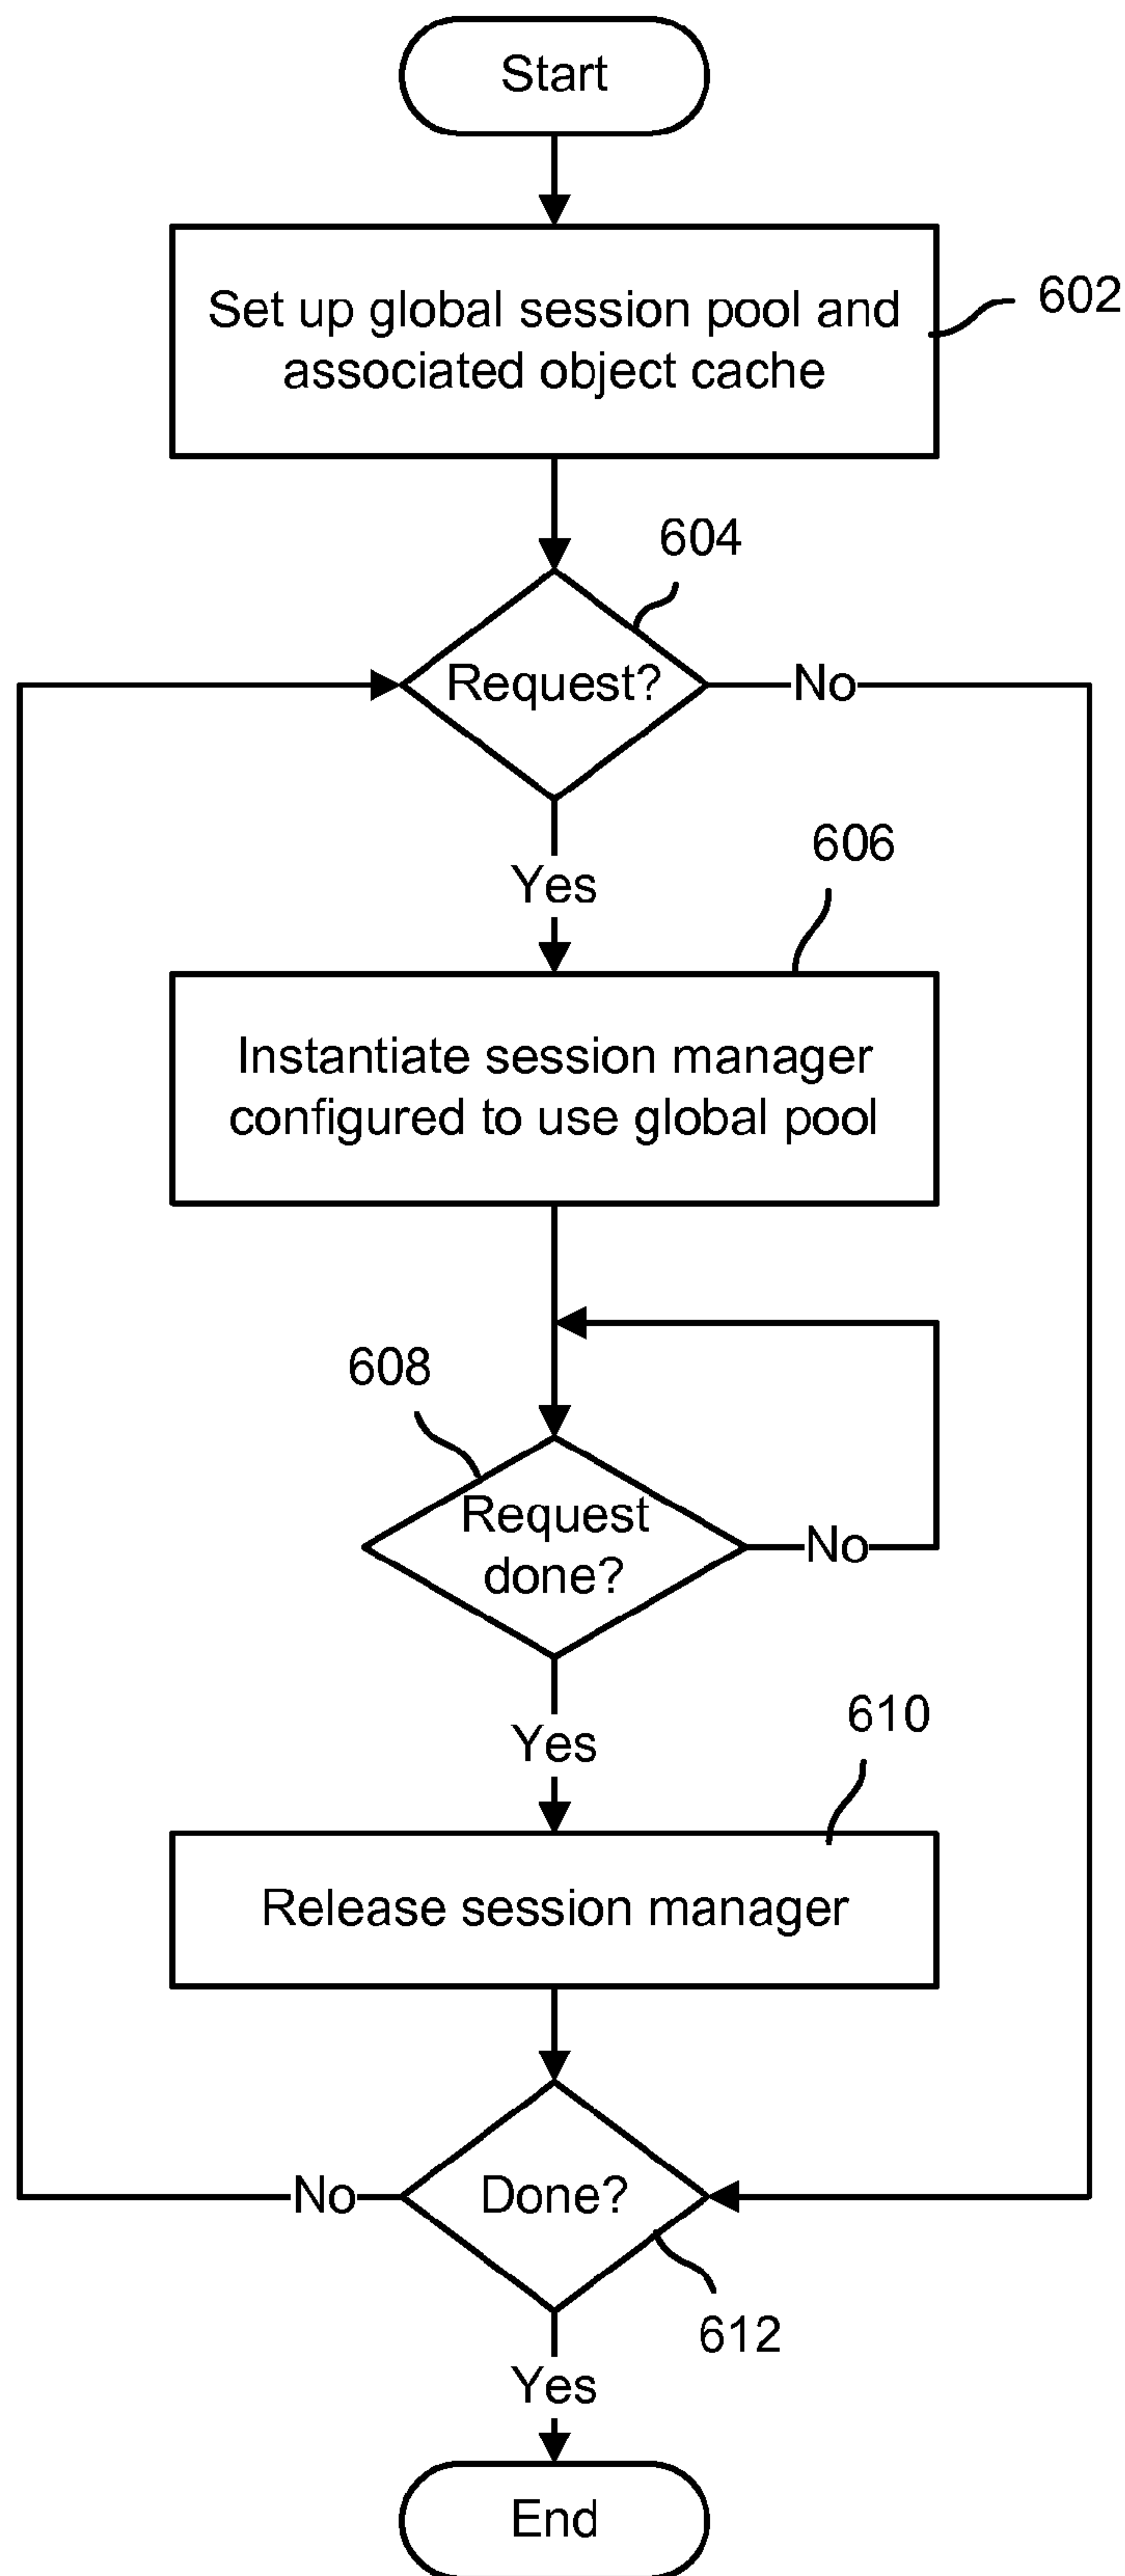 Start
Set up global session pool and
associated object cache
602
604
Request?
No
Yes
606
Instantiate session manager
configured to use global pool
608
Request
done?
No
Yes
610
Release session manager
No
Done?
612
Yes
End